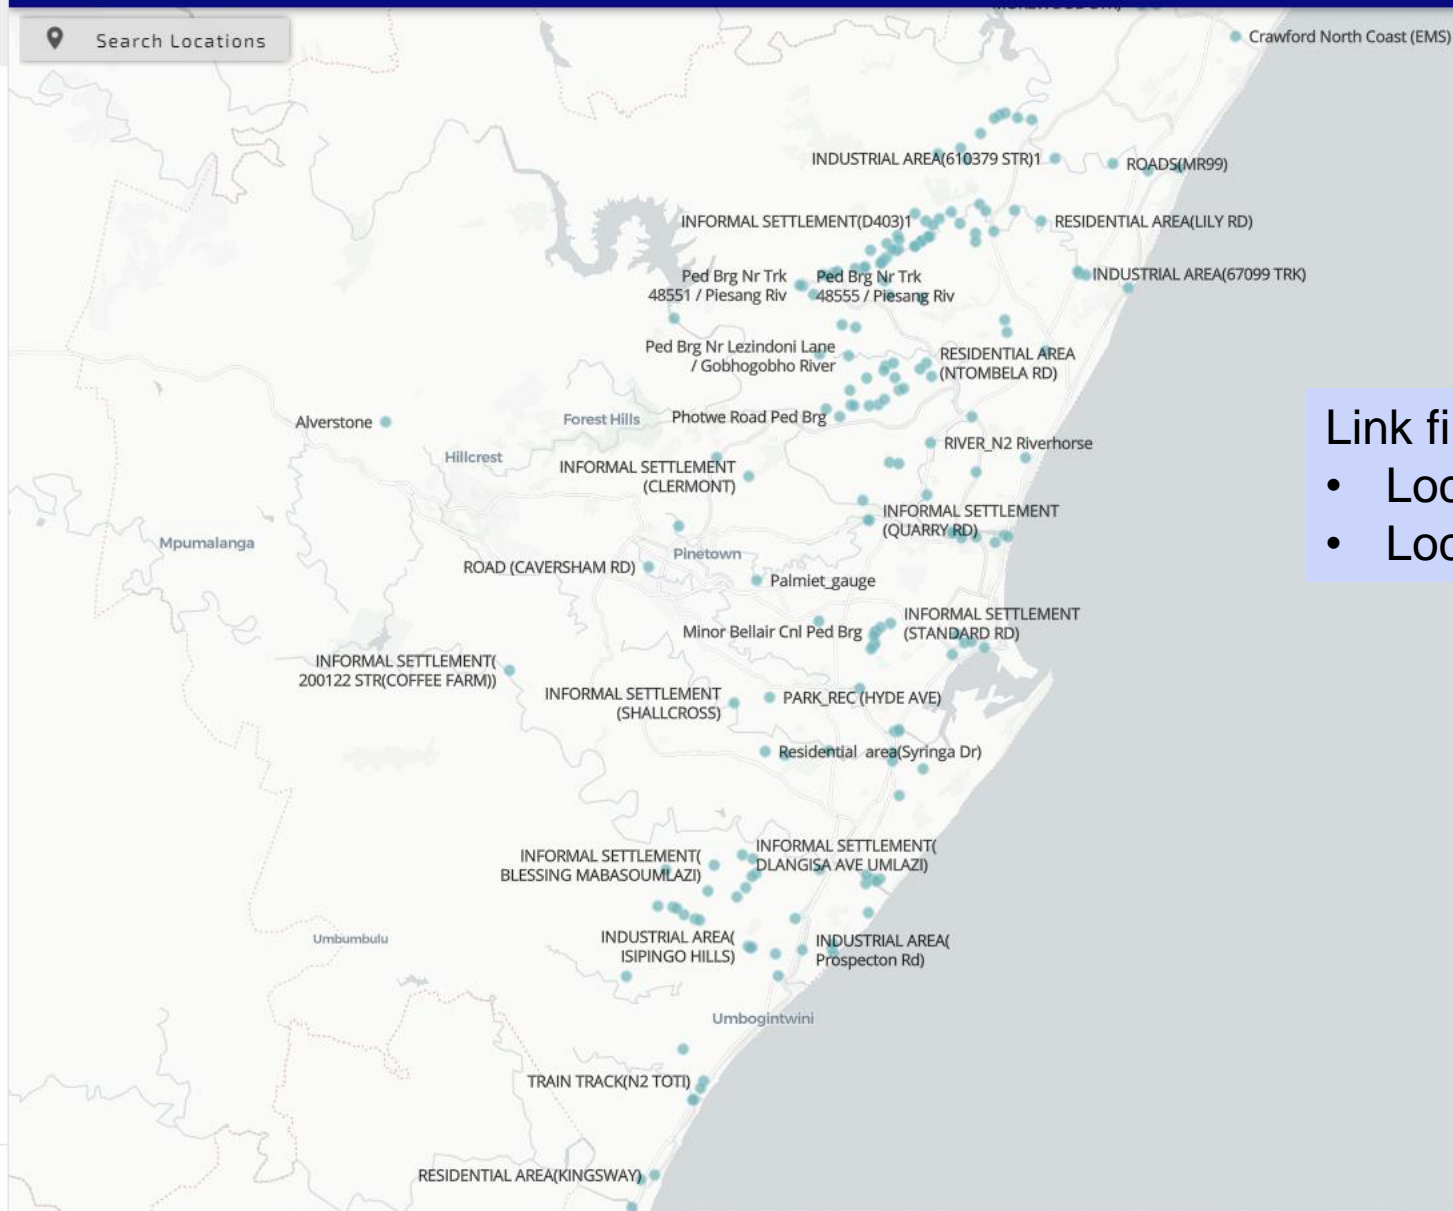 Search Locations
Crawford North Coast (EMS)
INDUSTRIAL AREA(610379 STR)1
ROADS(MR99)
INFORMAL SETTLEMENT(D403)1
RESIDENTIAL AREA(LILY RD)
Ped Brg Nr Trk
48551 / Piesang Riv
Ped Brg Nr Trk
48555 / Piesang Riv
INDUSTRIAL AREA(67099 TRK)
Ped Brg Nr Lezindoni Lane
/ Gobhogobho River
RESIDENTIAL AREA
(NTOMBELA RD)
Alverstone
Forest Hills
Photwe Road Ped Brg
Hillcrest
RIVER_N2 Riverhorse
INFORMAL SETTLEMENT
(CLERMONT)
INFORMAL SETTLEMENT
(QUARRY RD)
Mpumalanga
Pinetown
ROAD (CAVERSHAM RD)
Palmiet_gauge
INFORMAL SETTLEMENT
(STANDARD RD)
Minor Bellair Cnl Ped Brg
INFORMAL SETTLEMENT(
200122 STR(COFFEE FARM))
INFORMAL SETTLEMENT
(SHALLCROSS)
PARK_REC (HYDE AVE)
Residential area(Syringa Dr)
INFORMAL SETTLEMENT(
DLANGISA AVE UMLAZI)
INFORMAL SETTLEMENT(
BLESSING MABASOUMLAZI)
Umbumbulu
INDUSTRIAL AREA(
ISIPINGO HILLS)
INDUSTRIAL AREA(
Prospecton Rd)
Umbogintwini
TRAIN TRACK(N2 TOTI)
RESIDENTIAL AREA(KINGSWAY)
Link fi
• Loc
• Loc